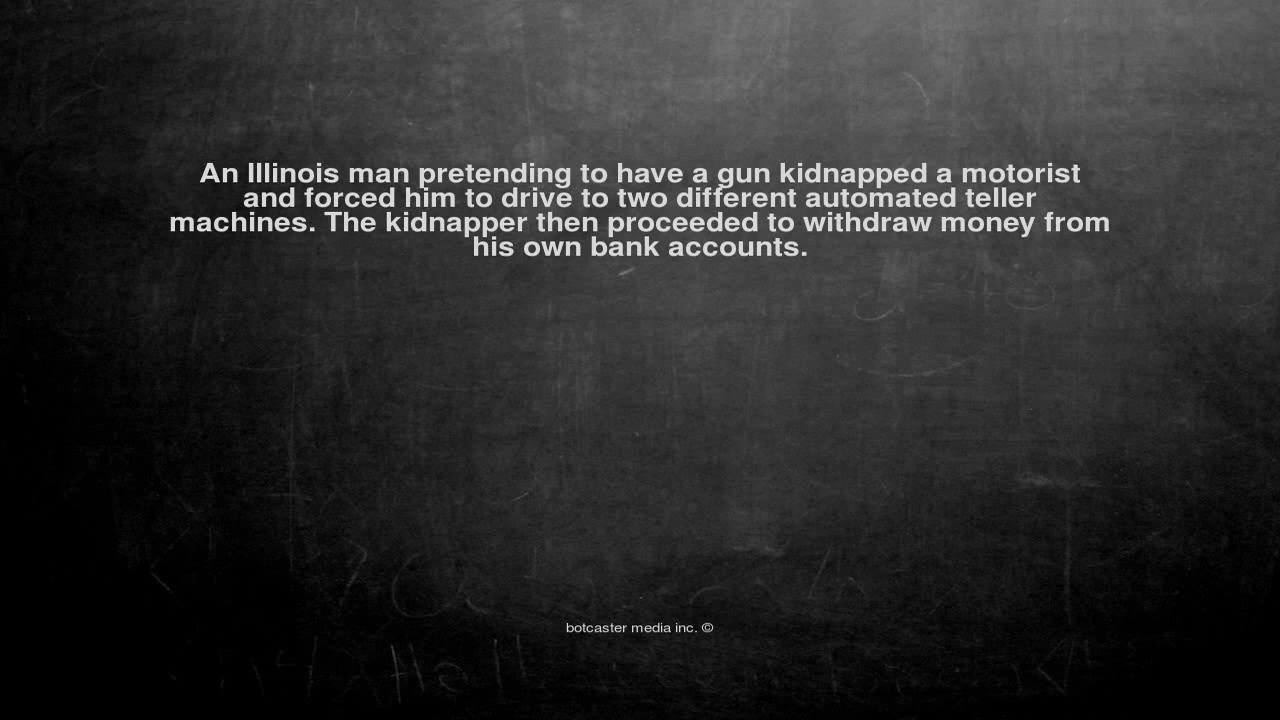 An Illinois man pretending to have a gun kidnapped a motorist
and forced him to drive to two different automated teller
machines. The kidnapper then proceeded to withdraw money from
his own bank accounts.
botcaster media inc. ©